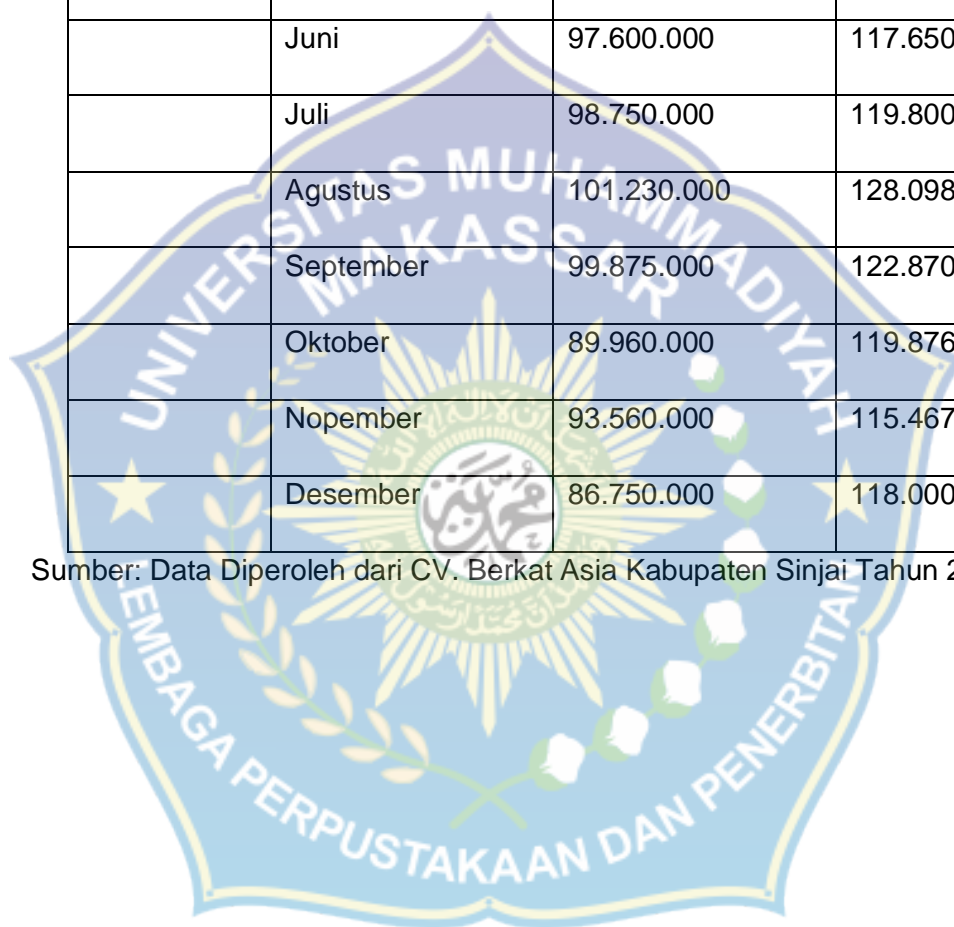 Juni 97.600.000 117.650
Juli 98.750.000 119.800
Agustus 101.230.000 128.098
September 99.875.000 122.870
Oktober 89.960.000 119.876
Nopember 93.560.000 115.467
Desember 86.750.000 118.000
Sumber: Data Diperoleh dari CV. Berkat Asia Kabupaten Sinjai Tahun 2
UNIVERSITAS MUHAMMADIYAH
MAKASSAR
LEMBAGA PERPUSTAKAAN DAN PENERBITAN